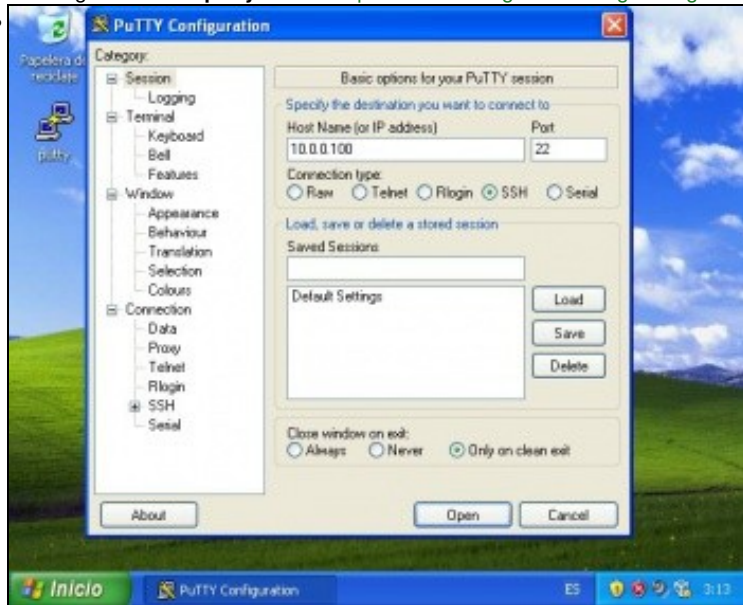 PuTTY Configuration
Papelera de
reciclaje
putty
Category:
Session
Logging
Terminal
Keyboard
Bell
Features
Window
Appearance
Behaviour
Translation
Selection
Colours
Connection
Data
Proxy
Telnet
Rlogin
SSH
Serial
Basic options for your PuTTY session
Specify the destination you want to connect to
Host Name (or IP address) Port
10.0.0.100 22
Connection type:
Raw Telnet Rlogin SSH Serial
Load, save or delete a stored session
Saved Sessions
Default Settings
Load
Save
Delete
Close window on exit:
Always Never Only on clean exit
About Open Cancel
Inicio PuTTY Configuration ES 3:13